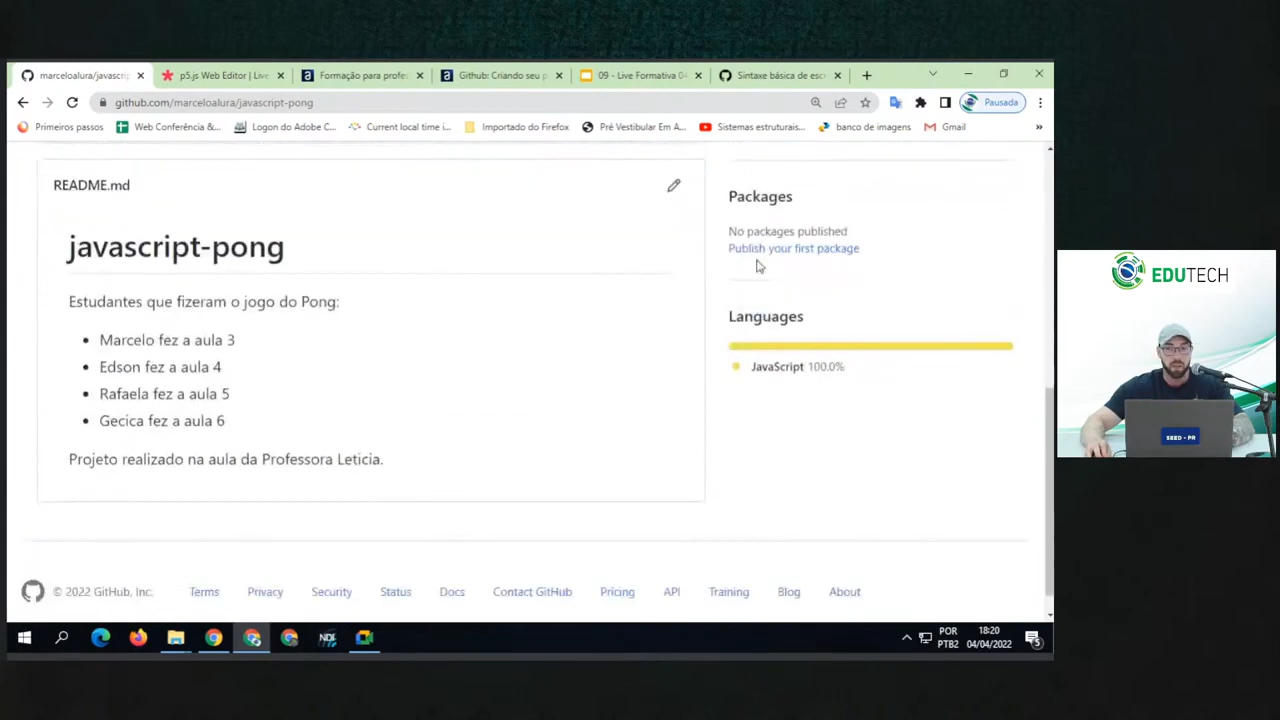 marceloalura/javascrip
p5.js Web Editor | Live
Formação para profes
Github: Criando seu p
09 - Live Formativa 04
Sintaxe básica de esc
github.com/marceloalura/javascript-pong
Pausada
Primeiros passos
Web Conferência &...
Logon do Adobe C...
Current local time i...
Importado do Firefox
Pré Vestibular Em A...
Sistemas estruturais...
banco de imagens
Gmail
»
README.md
javascript-pong
Estudantes que fizeram o jogo do Pong:
• Marcelo fez a aula 3
• Edson fez a aula 4
• Rafaela fez a aula 5
• Gecica fez a aula 6
Projeto realizado na aula da Professora Leticia.
Packages
No packages published
Publish your first package
Languages
JavaScript 100.0%
© 2022 GitHub, Inc.
Terms
Privacy
Security
Status
Docs
Contact GitHub
Pricing
API
Training
Blog
About
NDI
POR
PTB2
18:20
04/04/2022
5
EDUTECH
SEED - PR